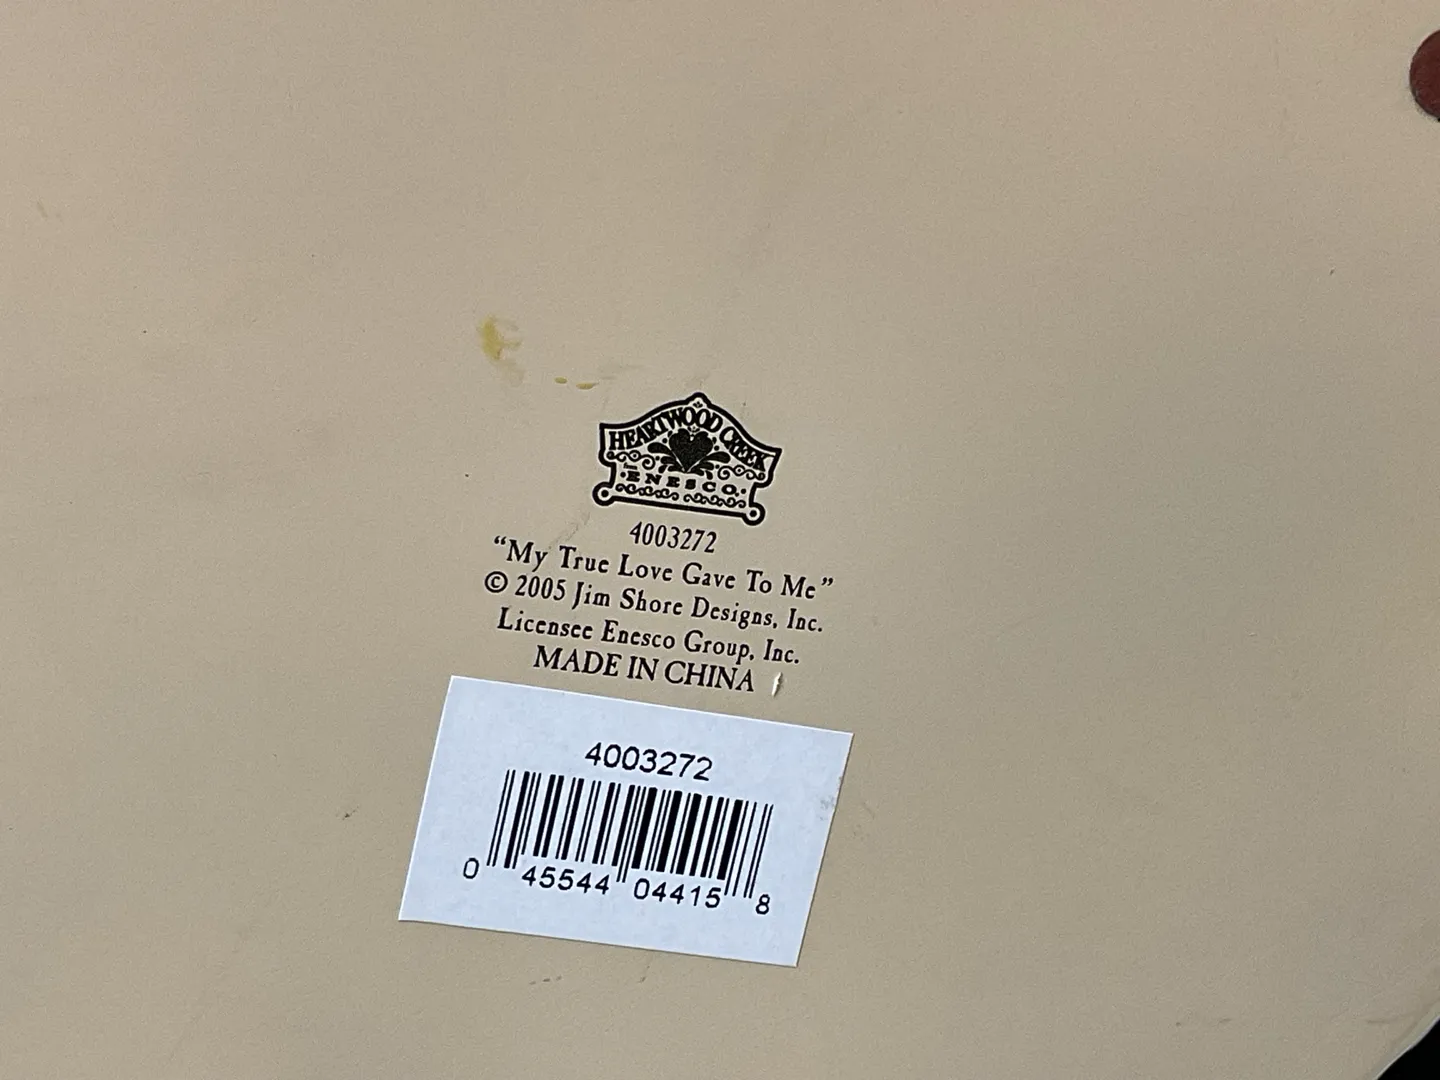 HEARTWOOD CREEK
ENESCO.
4003272
“My True Love Gave To Me”
© 2005 Jim Shore Designs, Inc.
Licensee Enesco Group, Inc.
MADE IN CHINA
4003272
0 45544 04415 8